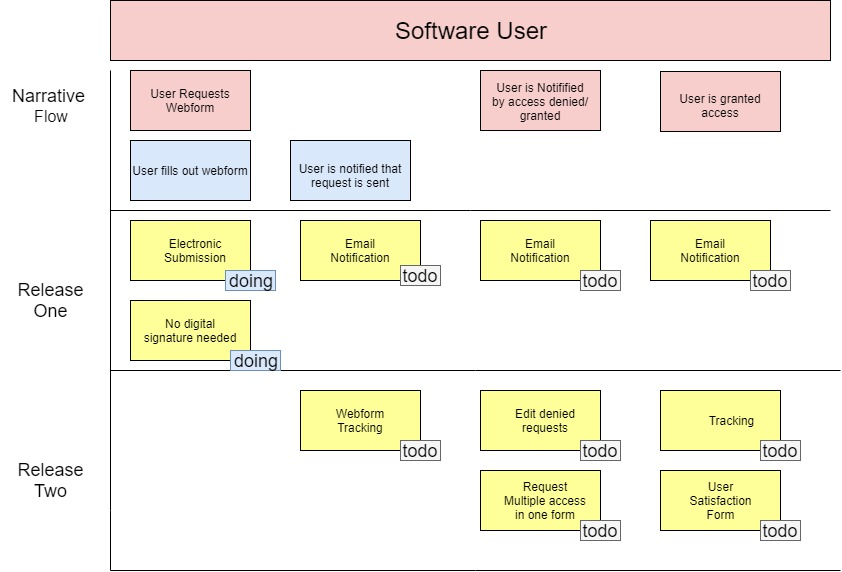 Software User
Narrative
Flow
User Requests
Webform
User is Notifified
by access denied/
granted
User is granted
access
User fills out webform
User is notified that
request is sent
Release
One
Electronic
Submission
doing
Email
Notification
todo
Email
Notification
todo
Email
Notification
todo
No digital
signature needed
doing
Release
Two
Webform
Tracking
todo
Edit denied
requests
todo
Tracking
todo
Request
Multiple access
in one form
todo
User
Satisfaction
Form
todo